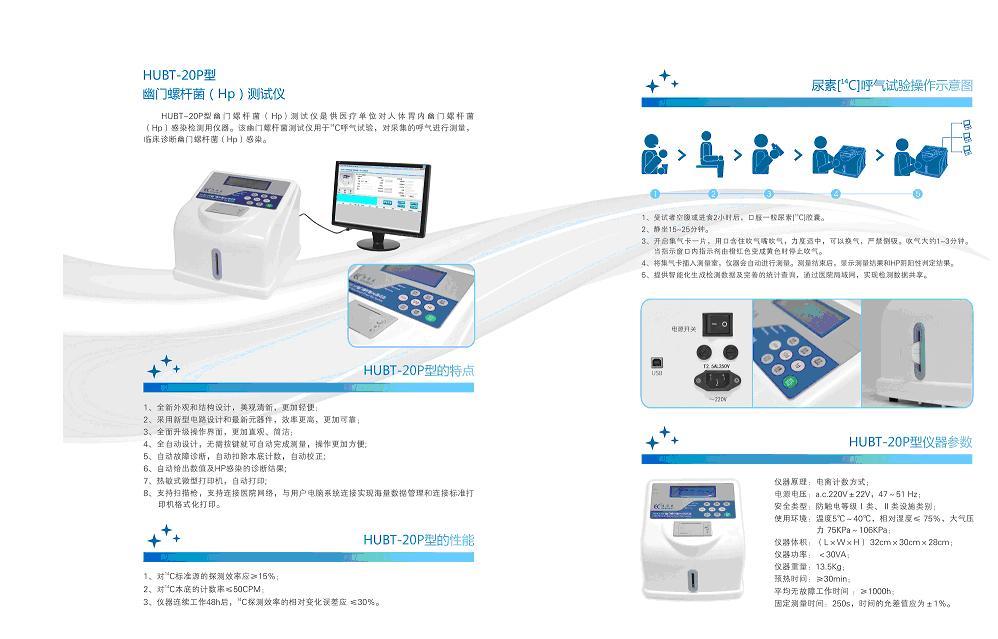 HUBT-20P型
幽门螺杆菌（Hp）测试仪
HUBT-20P型幽门螺杆菌（Hp）测试仪是供医疗单位对人体胃内幽门螺杆菌
（Hp）感染检测用仪器。该幽门螺杆菌测试仪用于¹⁴C呼气试验，对采集的呼气进行测量，
临床诊断幽门螺杆菌（Hp）感染。
HUBT-20P型的特点
1、全新外观和结构设计，美观清新，更加轻便；
2、采用新型电路设计和最新元器件，效率更高，更加可靠；
3、全面升级操作界面，更加直观、简洁；
4、全自动设计，无需按键就可自动完成测量，操作更加方便；
5、自动故障诊断，自动扣除本底计数，自动校正；
6、自动给出数值及HP感染的诊断结果；
7、热敏式微型打印机，自动打印；
8、支持扫描枪，支持连接医院网络，与用户电脑系统连接实现海量数据管理和连接标准打
印机格式化打印。
HUBT-20P型的性能
1、对¹⁴C标准源的探测效率应≥15%；
2、对¹⁴C本底的计数率≤50CPM；
3、仪器连续工作48h后，¹⁴C探测效率的相对变化误差应 ≤30%。
尿素[¹⁴C]呼气试验操作示意图
1 2 3 4 5
1、受试者空腹或进食2小时后，口服一粒尿素[¹⁴C]胶囊。
2、静坐15~25分钟。
3、开启集气卡一片，用口含住吹气嘴吹气，力度适中，可以换气，严禁倒吸。吹气大约1~3分钟。
当指示窗口内指示剂由橙红色变成黄色时停止吹气。
4、将集气卡插入测量室，仪器会自动进行测量。测量结束后，显示测量结果和HP阴阳性判定结果。
5、提供智能化生成检测数据及完善的统计查询，通过医院局域网，实现检测数据共享。
电源开关
USB
T2.5AL250V
~220V
HUBT-20P型仪器参数
仪器原理：电离计数方式；
电源电压：a.c.220V±22V，47~51 Hz；
安全类型：防触电等级Ⅰ类、Ⅱ类设施类别；
使用环境：温度5℃~40℃，相对湿度≤ 75%，大气压
力 75KPa~106KPa；
仪器体积：（L×W×H）32cm×30cm×28cm；
仪器功率： <30VA；
仪器重量：13.5Kg；
预热时间：≥30min；
平均无故障工作时间 ：≥1000h；
固定测量时间：250s，时间的允差值应为±1%。